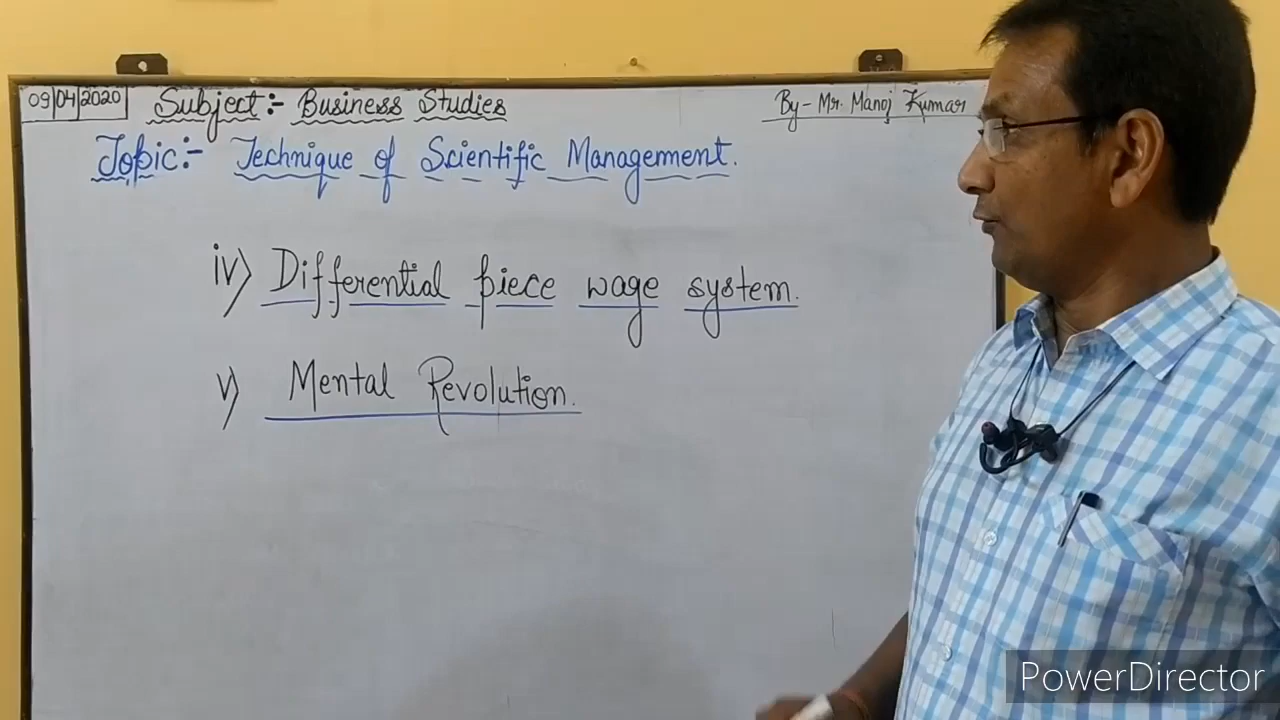 09|04|2020 Subject:- Business Studies By- Mr. Manoj Kumar
Topic:- Technique of Scientific Management.
iv) Differential piece wage system.
v) Mental Revolution.
PowerDirector